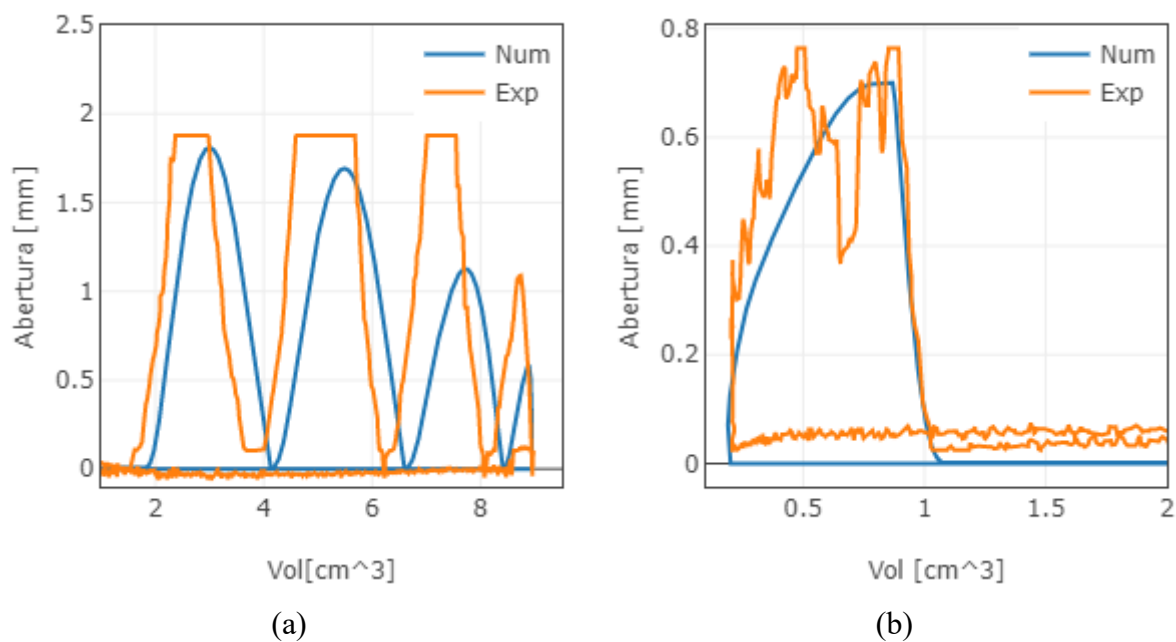 2.5
2
1.5
1
0.5
0
Abertura [mm]
Num
Exp
2 4 6 8
Vol[cm^3]
(a)
0.8
0.6
0.4
0.2
0
Abertura [mm]
Num
Exp
0.5 1 1.5 2
Vol [cm^3]
(b)